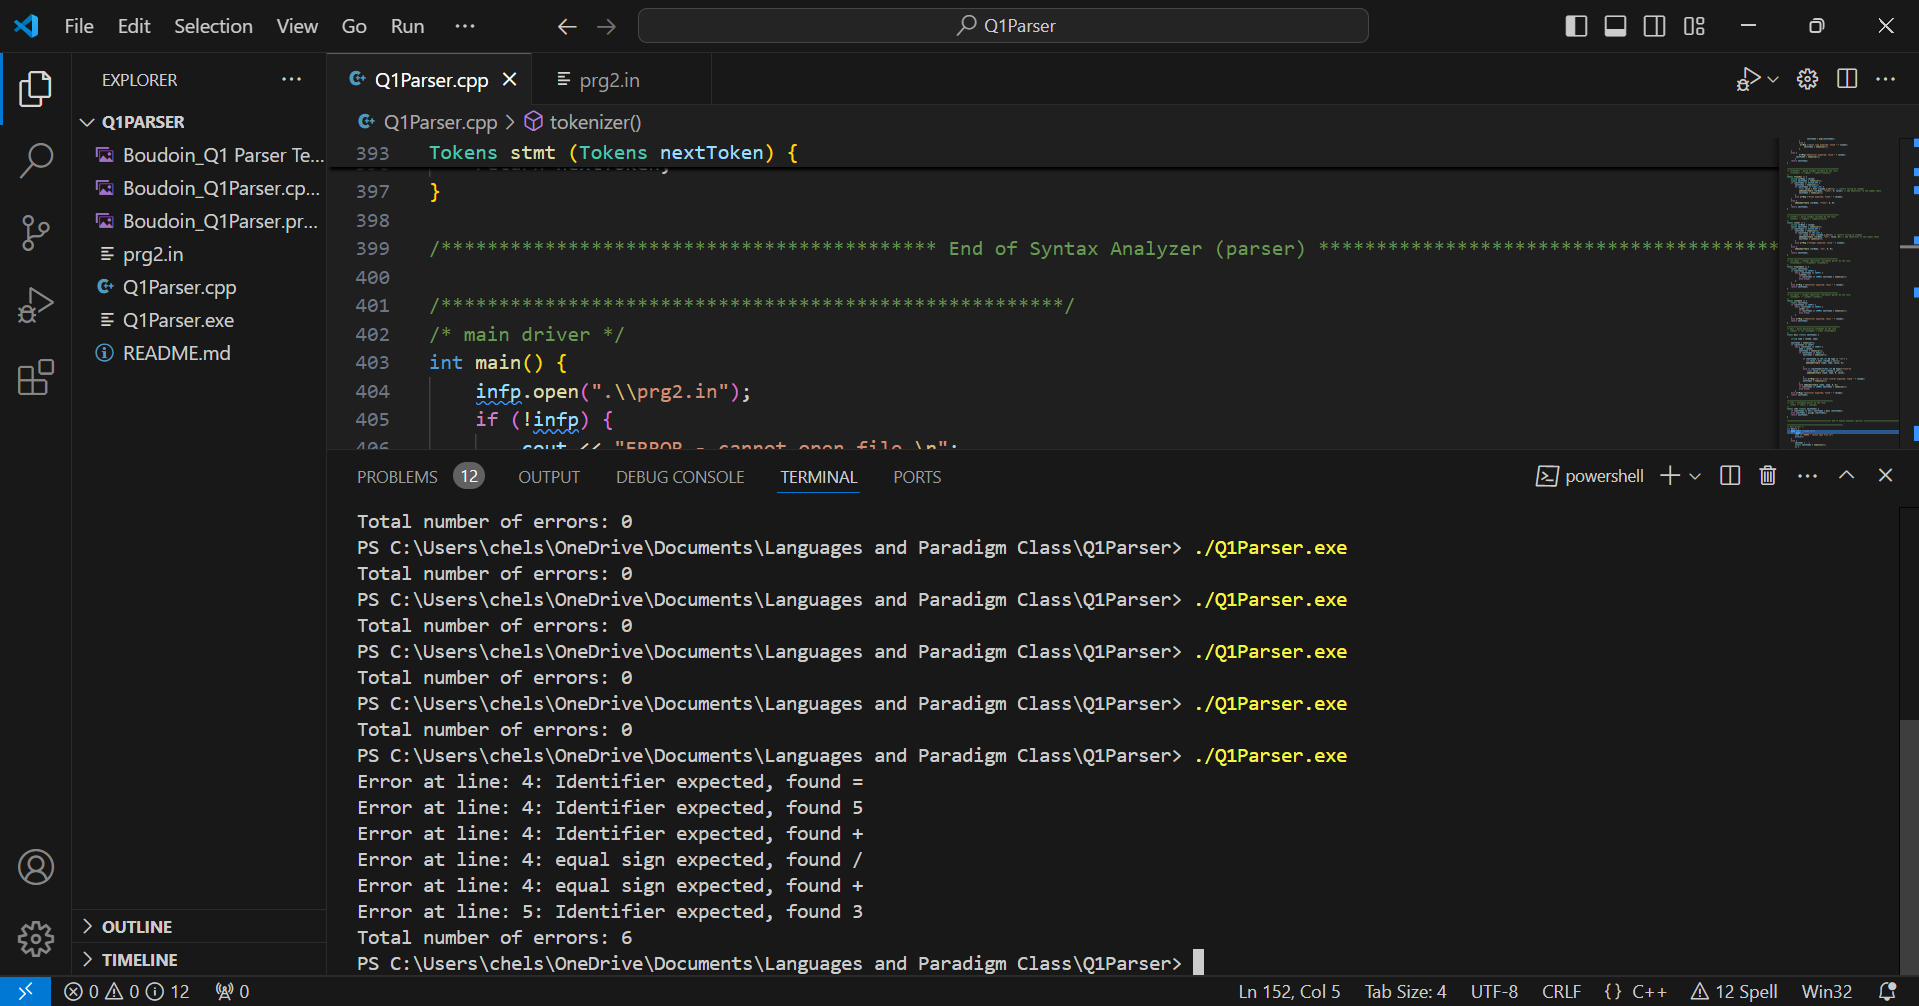 File Edit Selection View Go Run ... Q1Parser
EXPLORER ...
Q1PARSER
Boudoin_Q1 Parser Te...
Boudoin_Q1Parser.cp...
Boudoin_Q1Parser.pr...
prg2.in
Q1Parser.cpp
Q1Parser.exe
README.md
OUTLINE
TIMELINE
Q1Parser.cpp prg2.in
Q1Parser.cpp > tokenizer()
393 Tokens stmt (Tokens nextToken) {
397 }
398
399 /******************************************* End of Syntax Analyzer (parser) ****************************************
400
401 /******************************************************/
402 /* main driver */
403 int main() {
404 infp.open(".\\prg2.in");
405 if (!infp) {
406 cout << "ERROR - cannot open file \n";
PROBLEMS 12 OUTPUT DEBUG CONSOLE TERMINAL PORTS powershell
Total number of errors: 0
PS C:\Users\chels\OneDrive\Documents\Languages and Paradigm Class\Q1Parser> ./Q1Parser.exe
Total number of errors: 0
PS C:\Users\chels\OneDrive\Documents\Languages and Paradigm Class\Q1Parser> ./Q1Parser.exe
Total number of errors: 0
PS C:\Users\chels\OneDrive\Documents\Languages and Paradigm Class\Q1Parser> ./Q1Parser.exe
Total number of errors: 0
PS C:\Users\chels\OneDrive\Documents\Languages and Paradigm Class\Q1Parser> ./Q1Parser.exe
Total number of errors: 0
PS C:\Users\chels\OneDrive\Documents\Languages and Paradigm Class\Q1Parser> ./Q1Parser.exe
Error at line: 4: Identifier expected, found =
Error at line: 4: Identifier expected, found 5
Error at line: 4: Identifier expected, found +
Error at line: 4: equal sign expected, found /
Error at line: 4: equal sign expected, found +
Error at line: 5: Identifier expected, found 3
Total number of errors: 6
PS C:\Users\chels\OneDrive\Documents\Languages and Paradigm Class\Q1Parser>
0 0 12 0 Ln 152, Col 5 Tab Size: 4 UTF-8 CRLF {} C++ 12 Spell Win32